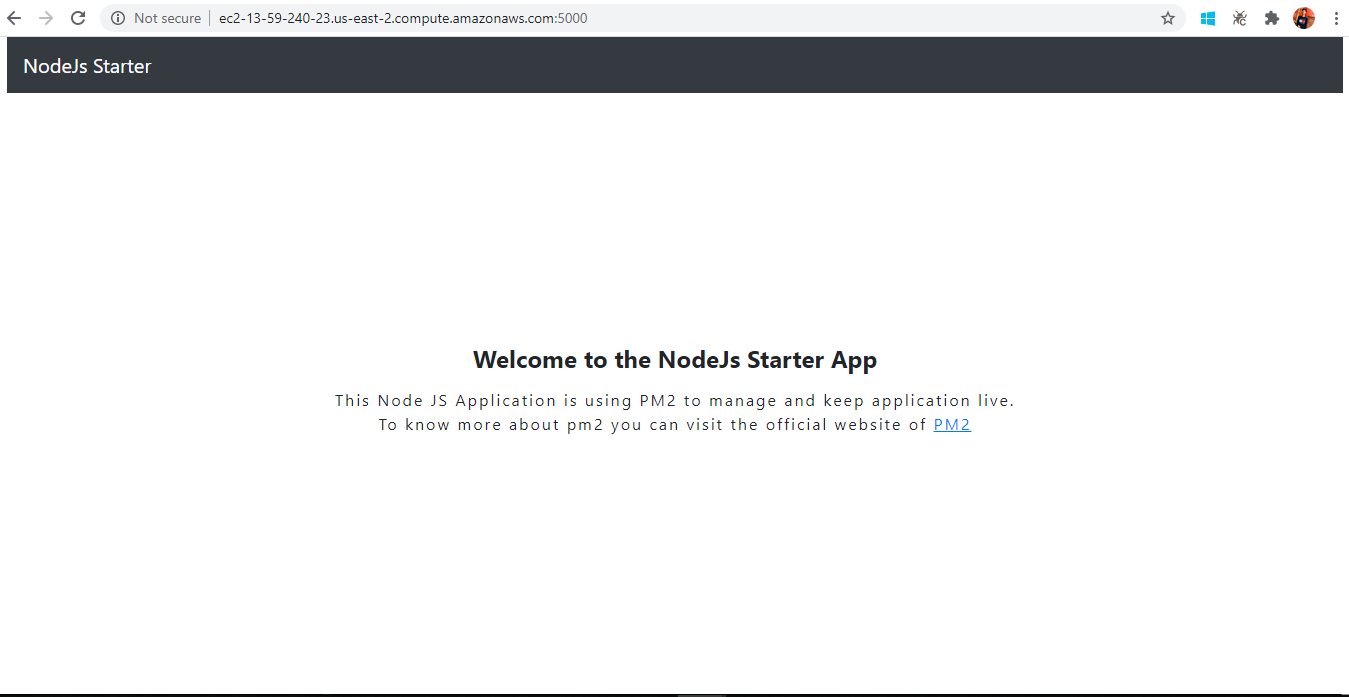 Not secure ec2-13-59-240-23.us-east-2.compute.amazonaws.com:5000
NodeJs Starter
Welcome to the NodeJs Starter App
This Node JS Application is using PM2 to manage and keep application live.
To know more about pm2 you can visit the official website of PM2